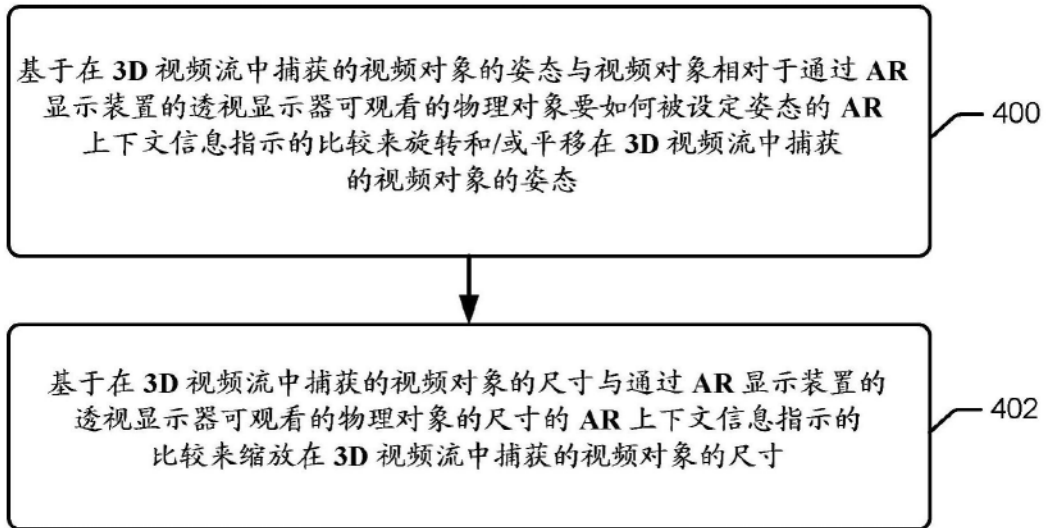 基于在 3D 视频流中捕获的视频对象的姿态与视频对象相对于通过 AR
显示装置的透视显示器可观看的物理对象要如何被设定姿态的 AR
上下文信息指示的比较来旋转和/或平移在 3D 视频流中捕获
的视频对象的姿态
400
基于在 3D 视频流中捕获的视频对象的尺寸与通过 AR 显示装置的
透视显示器可观看的物理对象的尺寸的 AR 上下文信息指示的
比较来缩放在 3D 视频流中捕获的视频对象的尺寸
402